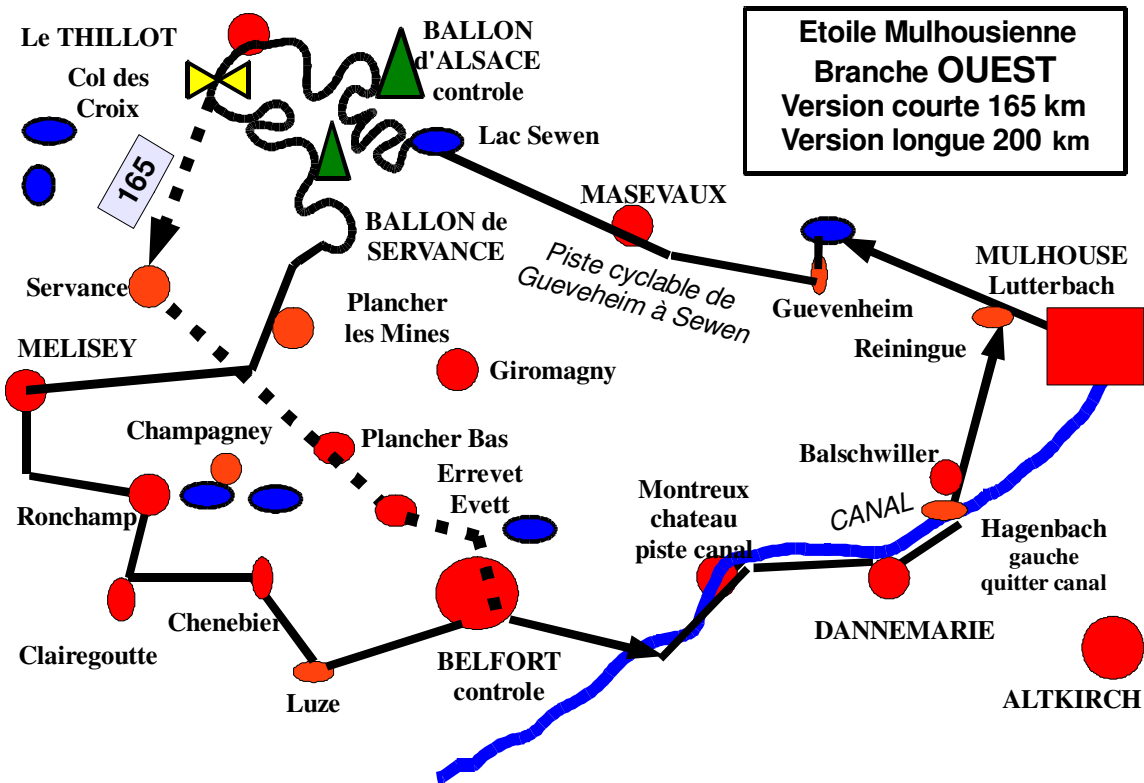 Etoile Mulhousienne
Branche OUEST
Version courte 165 km
Version longue 200 km
Le THILLOT
Col des
Croix
BALLON
d'ALSACE
controle
Lac Sewen
165
MASEVAUX
BALLON de
SERVANCE
Piste cyclable de
Gueveheim à Sewen
MULHOUSE
Lutterbach
Servance
Guevenheim
Plancher
les Mines
Reiningue
MELISEY
Giromagny
Champagney
Plancher Bas
Balschwiller
Errevet
Evett
Montreux
chateau
piste canal
CANAL
Ronchamp
Hagenbach
gauche
quitter canal
Chenebier
DANNEMARIE
Clairegoutte
BELFORT
controle
Luze
ALTKIRCH